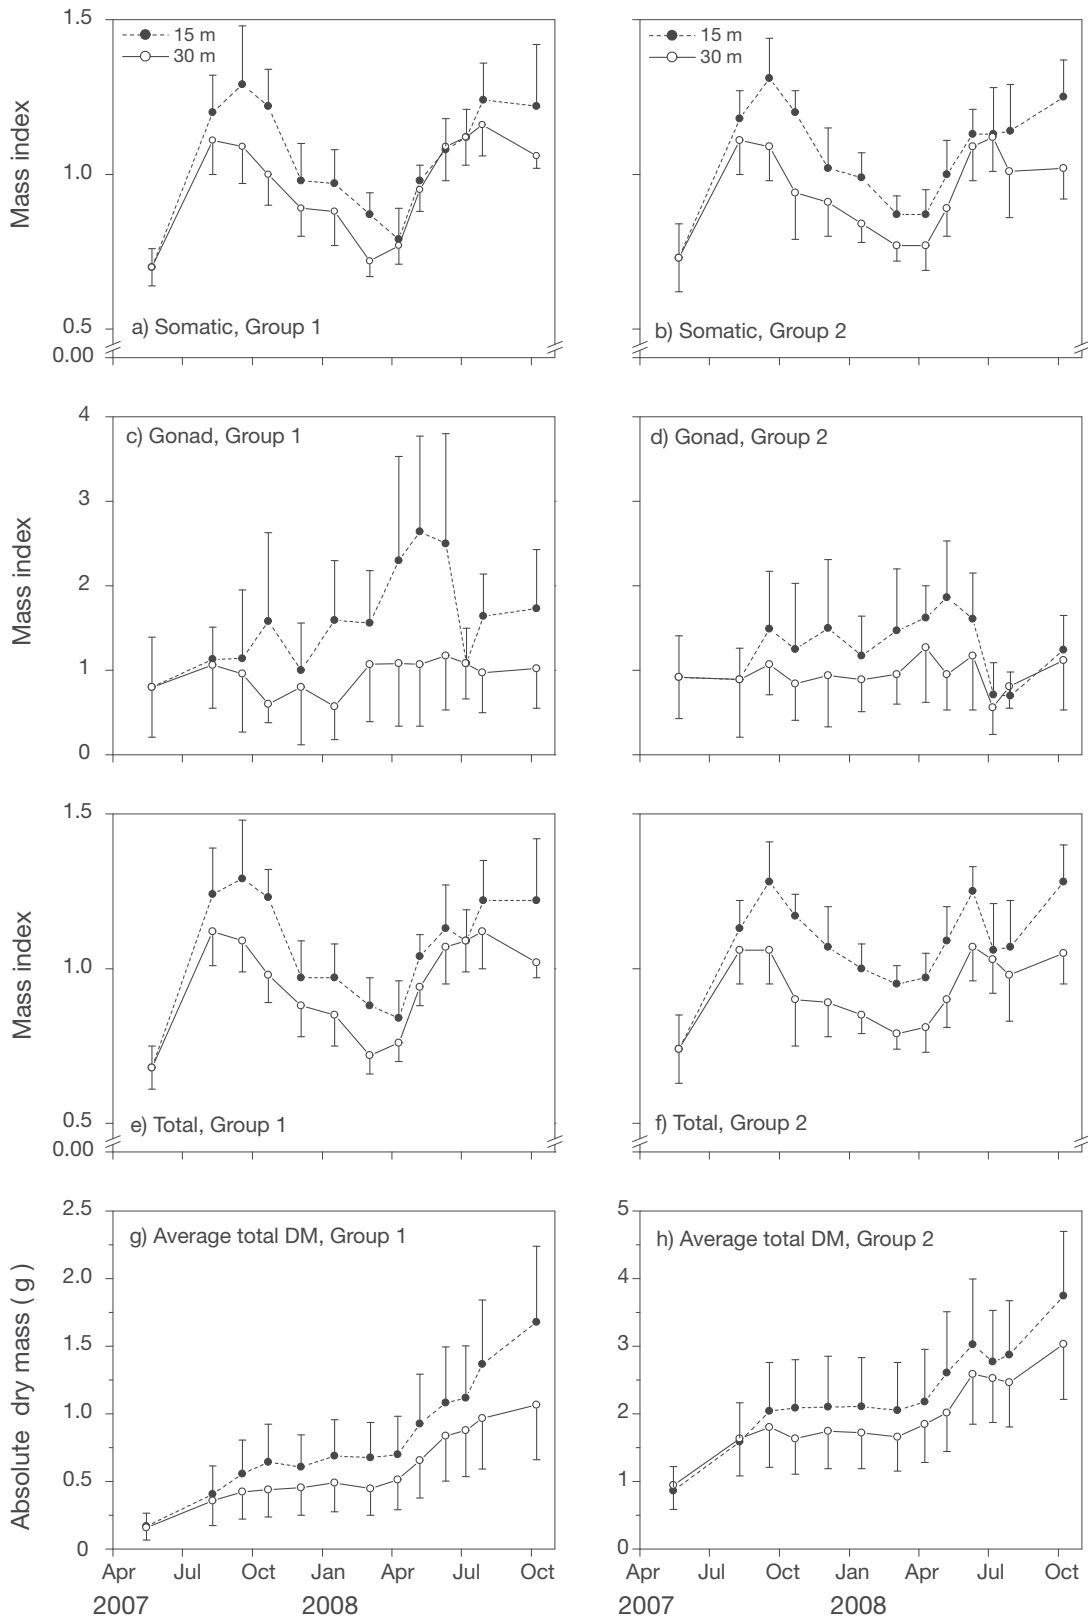 1.5
15 m
30 m
15 m
30 m
Mass index
1.0
0.5
0.00
a) Somatic, Group 1
b) Somatic, Group 2
4
c) Gonad, Group 1
d) Gonad, Group 2
3
Mass index
2
1
0
1.5
Mass index
1.0
0.5
0.00
e) Total, Group 1
f) Total, Group 2
2.5
g) Average total DM, Group 1
2.0
1.5
1.0
0.5
0
Absolute dry mass ( g )
5
h) Average total DM, Group 2
4
3
2
1
0
Apr Jul Oct Jan Apr Jul Oct
2007 2008
Apr Jul Oct Jan Apr Jul Oct
2007 2008